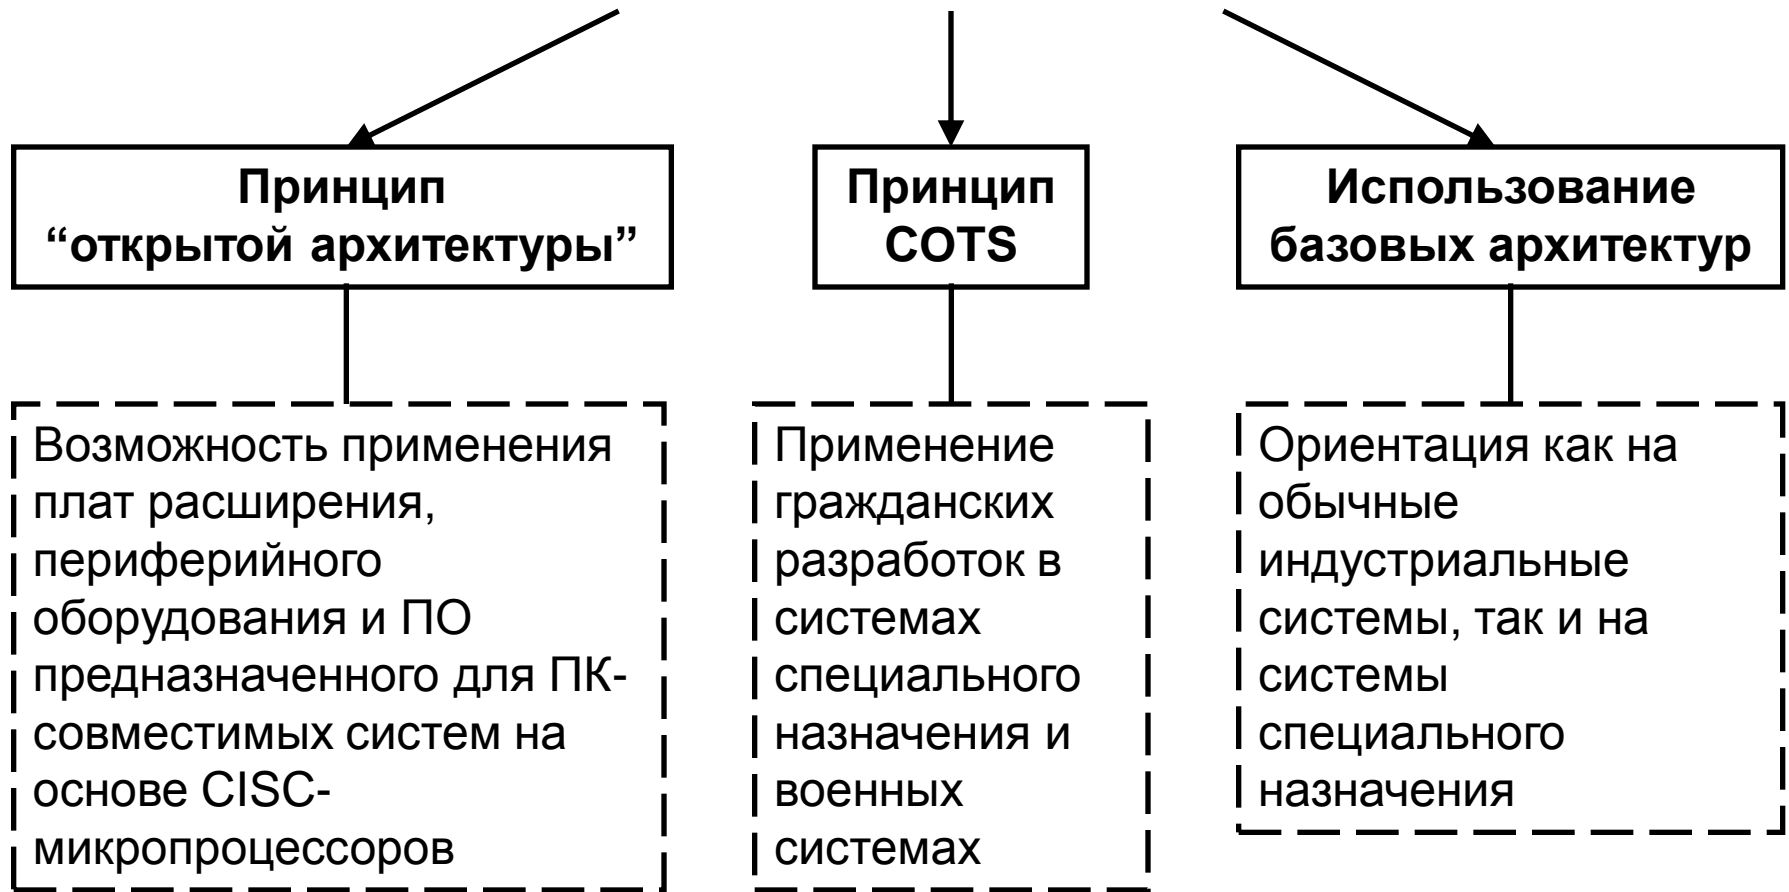 Принцип
“открытой архитектуры”
Возможность применения
плат расширения,
периферийного
оборудования и ПО
предназначенного для ПК-
совместимых систем на
основе CISC-
микропроцессоров
Принцип
COTS
Применение
гражданских
разработок в
системах
специального
назначения и
военных
системах
Использование
базовых архитектур
Ориентация как на
обычные
индустриальные
системы, так и на
системы
специального
назначения